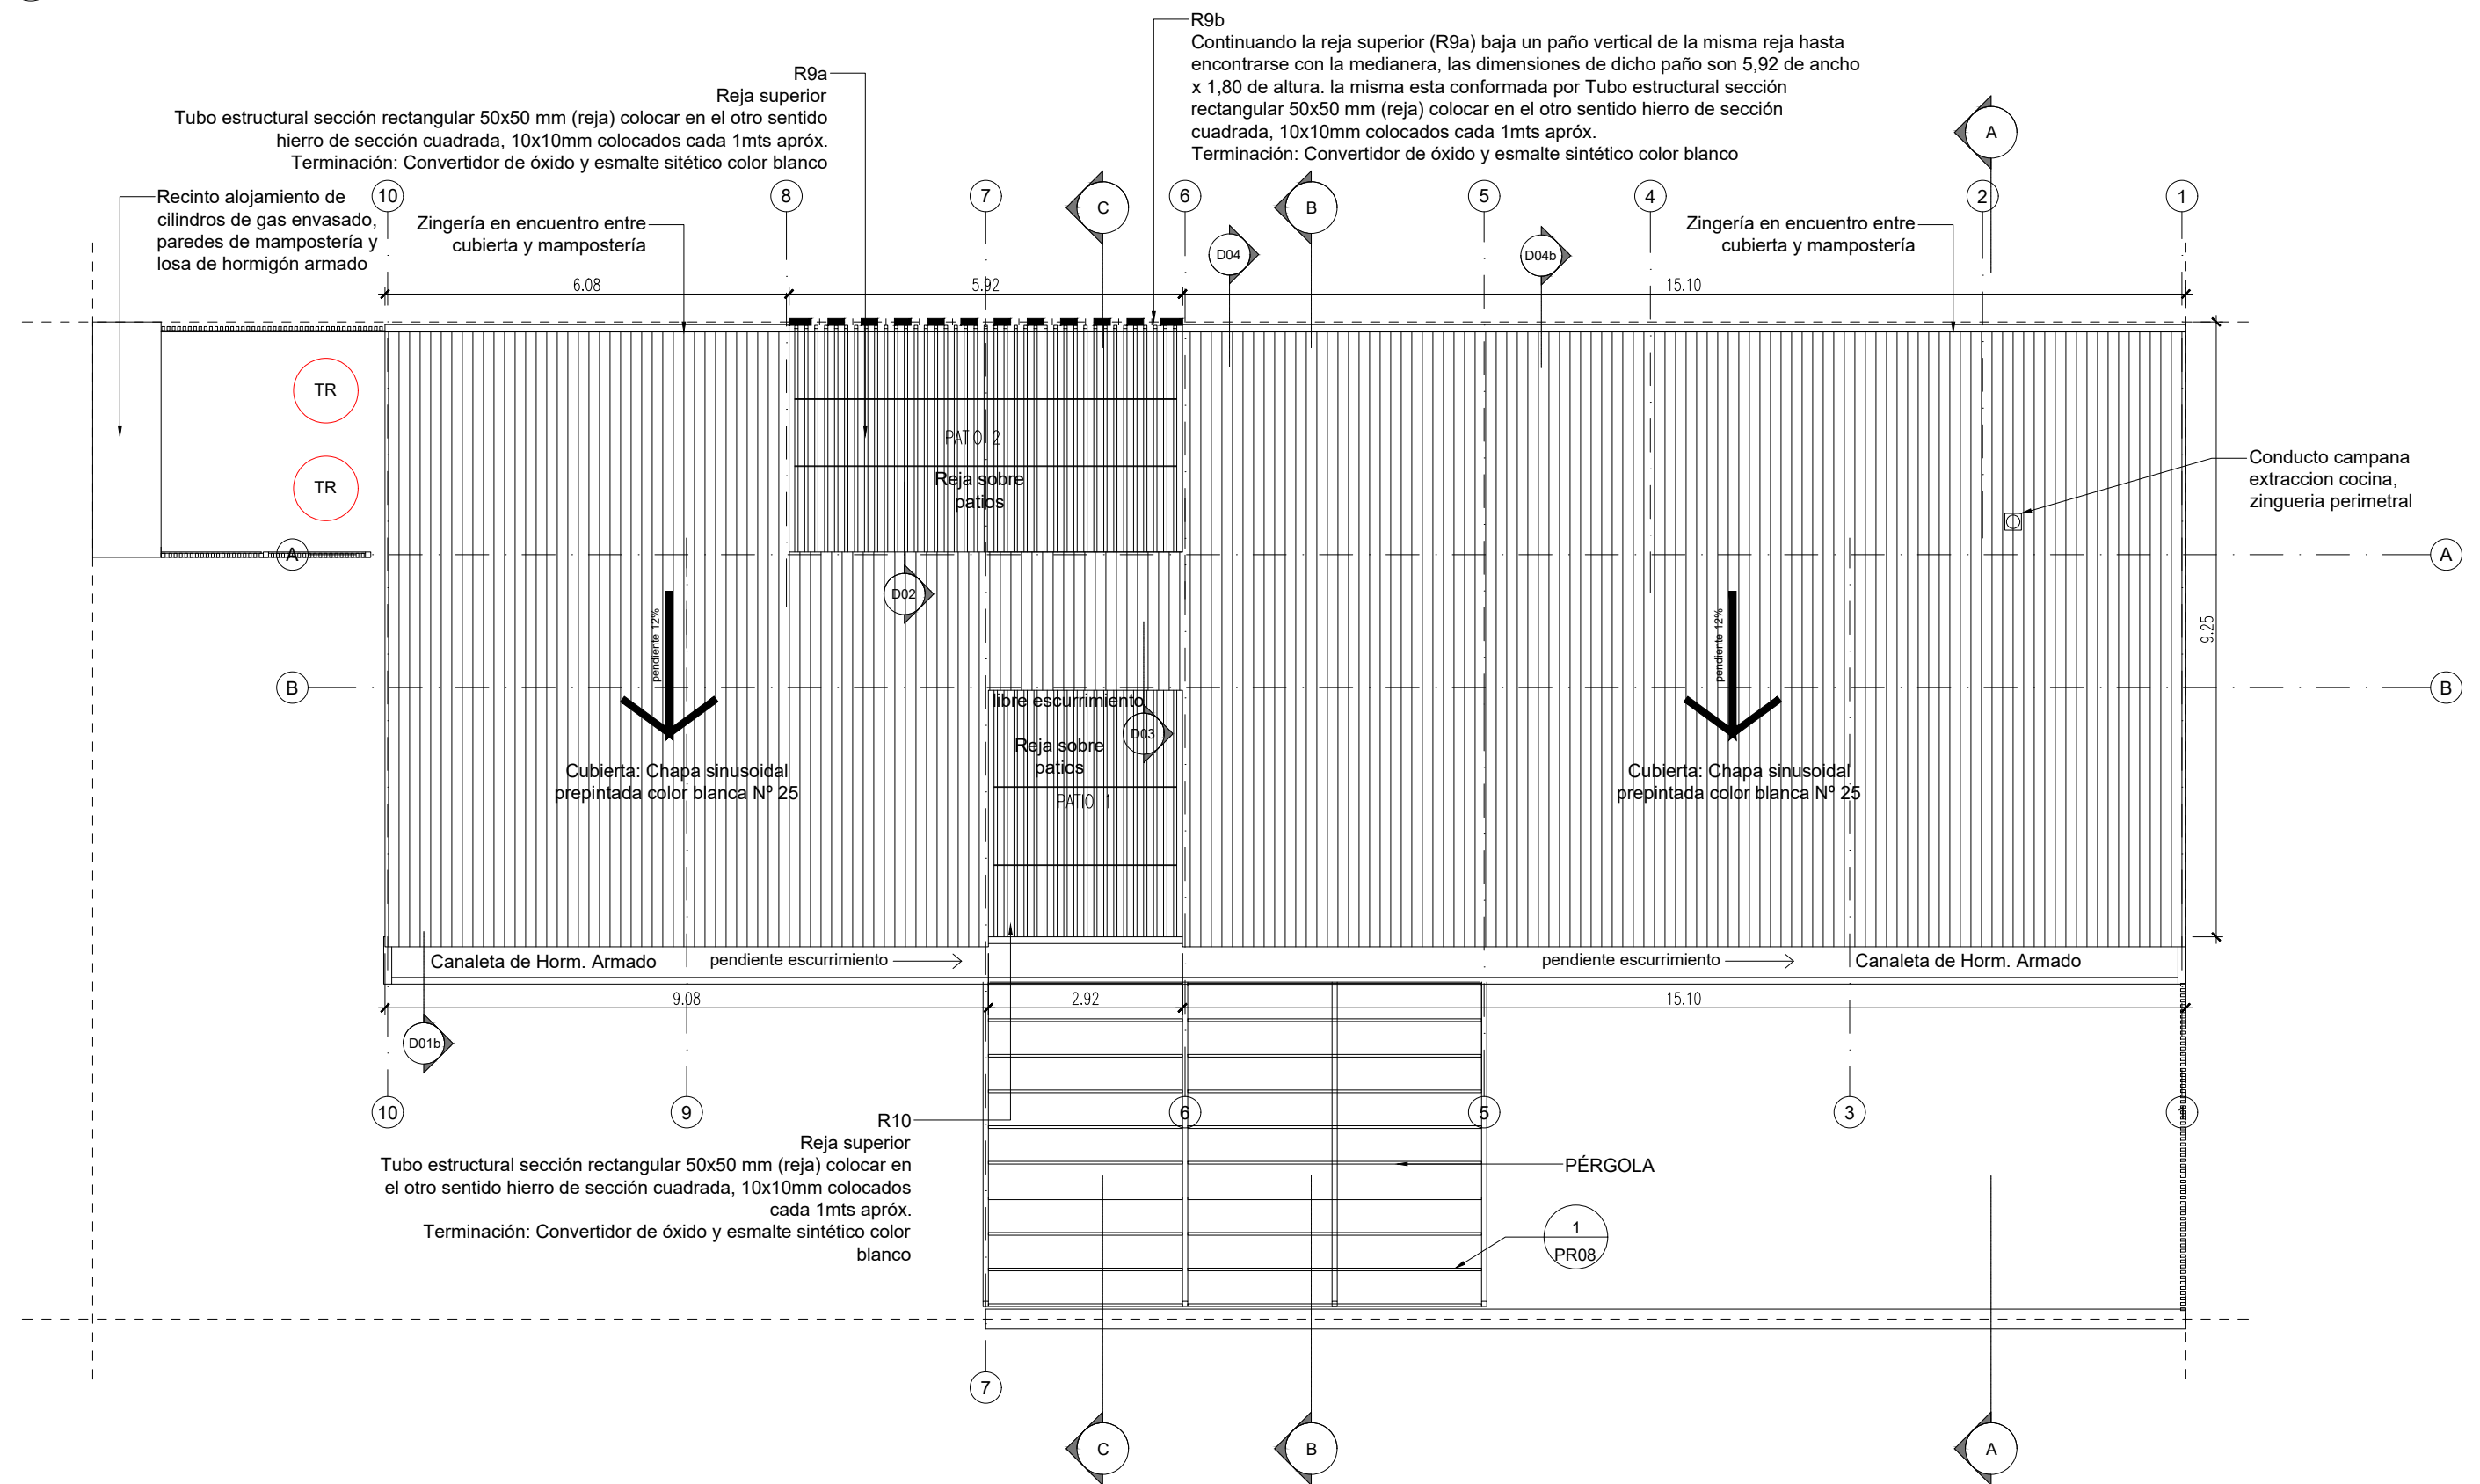 R9b
Continuando la reja superior (R9a) baja un paño vertical de la misma reja hasta
encontrarse con la medianera, las dimensiones de dicho paño son 5,92 de ancho
x 1,80 de altura. la misma esta conformada por Tubo estructural sección
rectangular 50x50 mm (reja) colocar en el otro sentido hierro de sección
cuadrada, 10x10mm colocados cada 1mts apróx.
Terminación: Convertidor de óxido y esmalte sintético color blanco
R9a
Reja superior
Tubo estructural sección rectangular 50x50 mm (reja) colocar en el otro sentido
hierro de sección cuadrada, 10x10mm colocados cada 1mts apróx.
Terminación: Convertidor de óxido y esmalte sitético color blanco
A
Recinto alojamiento de
cilindros de gas envasado,
paredes de mampostería y
losa de hormigón armado
10
8
7
C
6
B
5
4
2
1
Zingería en encuentro entre
cubierta y mampostería
Zingería en encuentro entre
cubierta y mampostería
D04
D04b
6.08
5.92
15.10
TR
TR
PATIO 2
Reja sobre
patios
Conducto campana
extraccion cocina,
zingueria perimetral
A
A
D02
pendiente 12%
pendiente 12%
9.25
B
B
libre escurrimiento
D03
Reja sobre
patios
PATIO 1
Cubierta: Chapa sinusoidal
prepintada color blanca Nº 25
Cubierta: Chapa sinusoidal
prepintada color blanca Nº 25
Canaleta de Horm. Armado
pendiente escurrimiento
pendiente escurrimiento
Canaleta de Horm. Armado
9.08
2.92
15.10
D01b
10
9
6
5
3
1
R10
Reja superior
Tubo estructural sección rectangular 50x50 mm (reja) colocar en
el otro sentido hierro de sección cuadrada, 10x10mm colocados
cada 1mts apróx.
Terminación: Convertidor de óxido y esmalte sintético color
blanco
PÉRGOLA
1
PR08
7
C
B
A